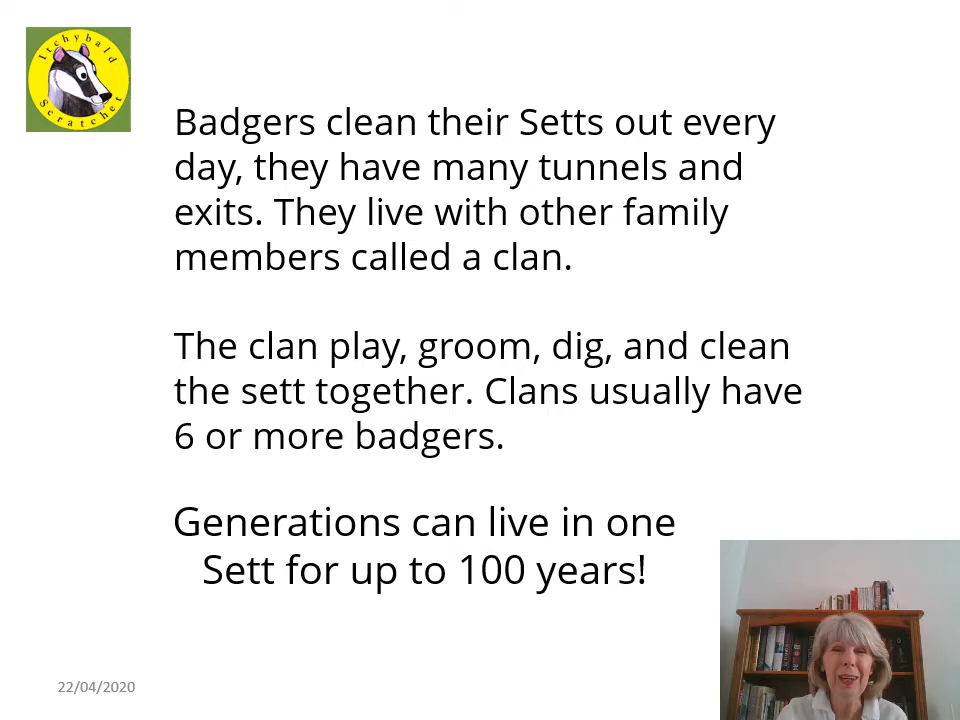 Itchybald
Scratchet
Badgers clean their Setts out every
day, they have many tunnels and
exits. They live with other family
members called a clan.
The clan play, groom, dig, and clean
the sett together. Clans usually have
6 or more badgers.
Generations can live in one
Sett for up to 100 years!
22/04/2020